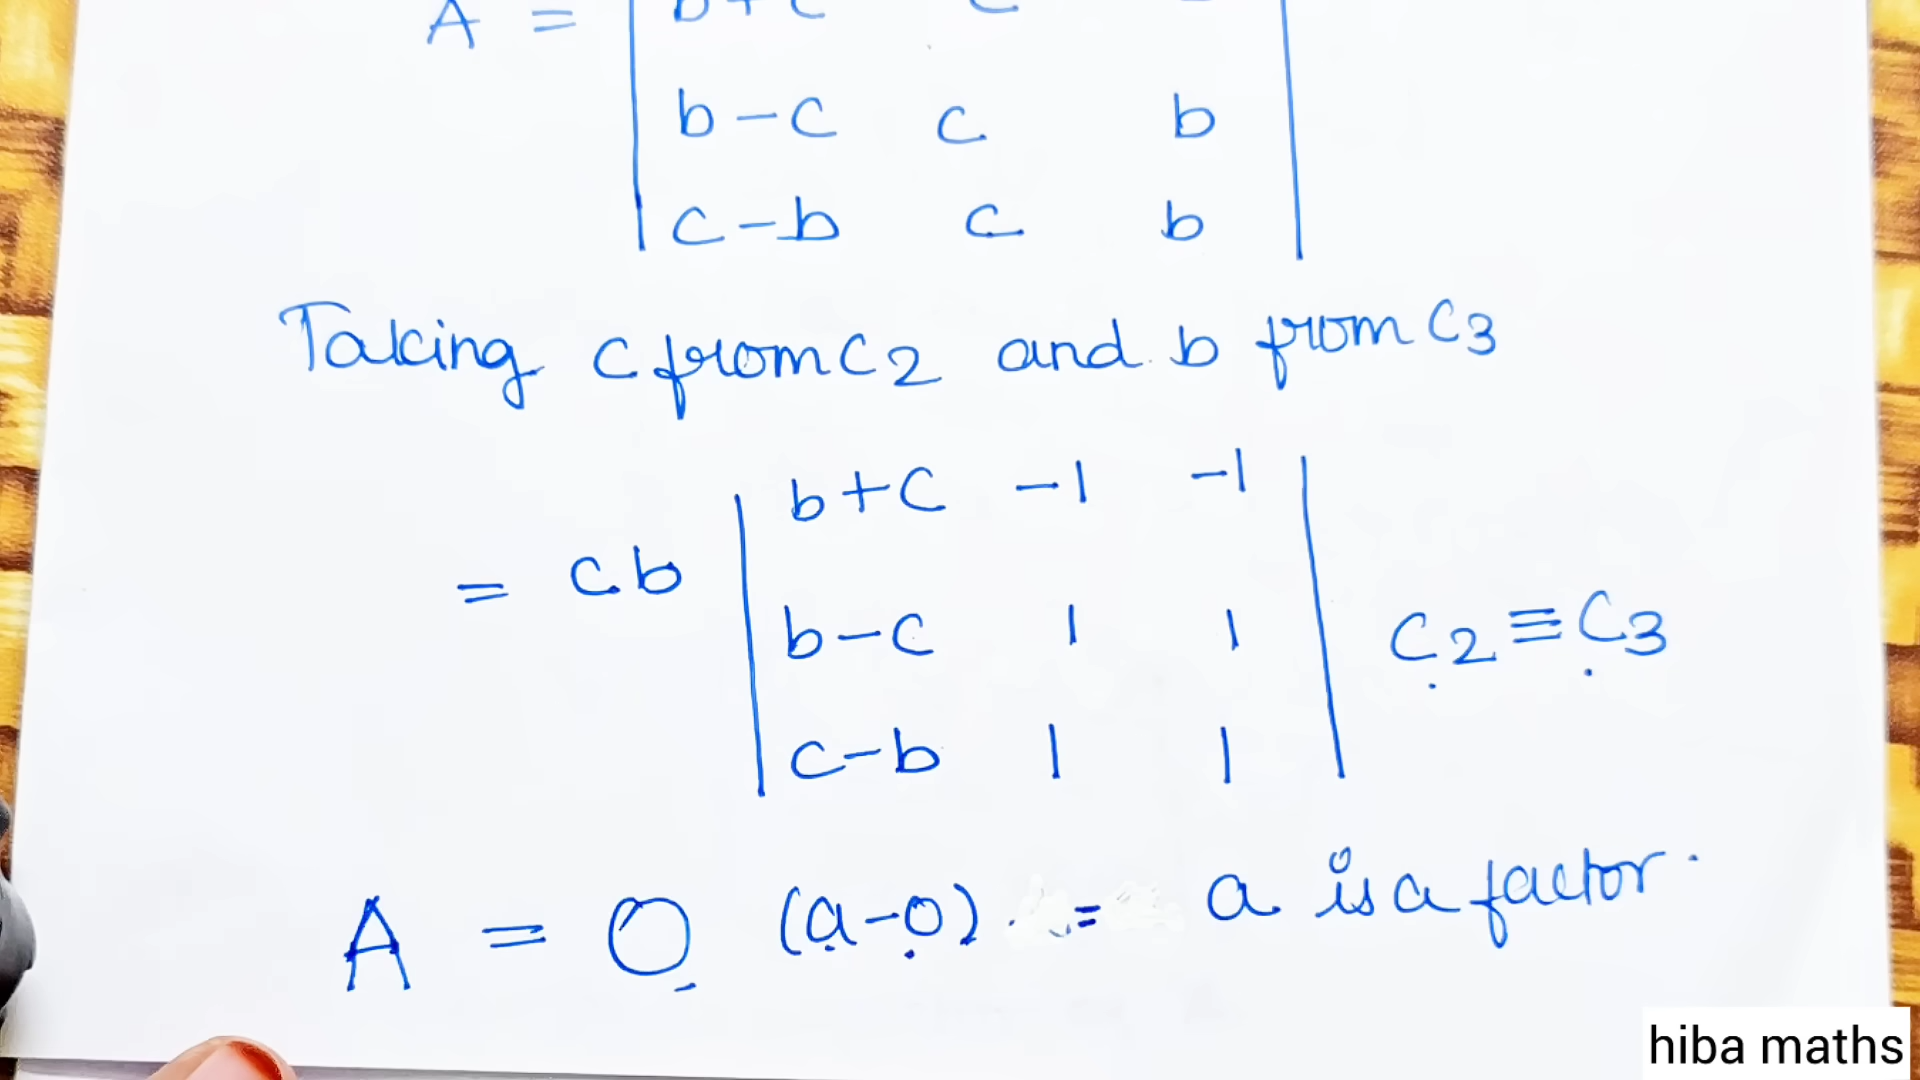 A = b+c c
b-c c b
c-b c b
Taking c from C2 and b from C3
= cb | b+c -1 -1 |
| b-c 1 1 | C2 ≡ C3
| c-b 1 1 |
A = 0 (a-0) = a is a factor.
hiba maths